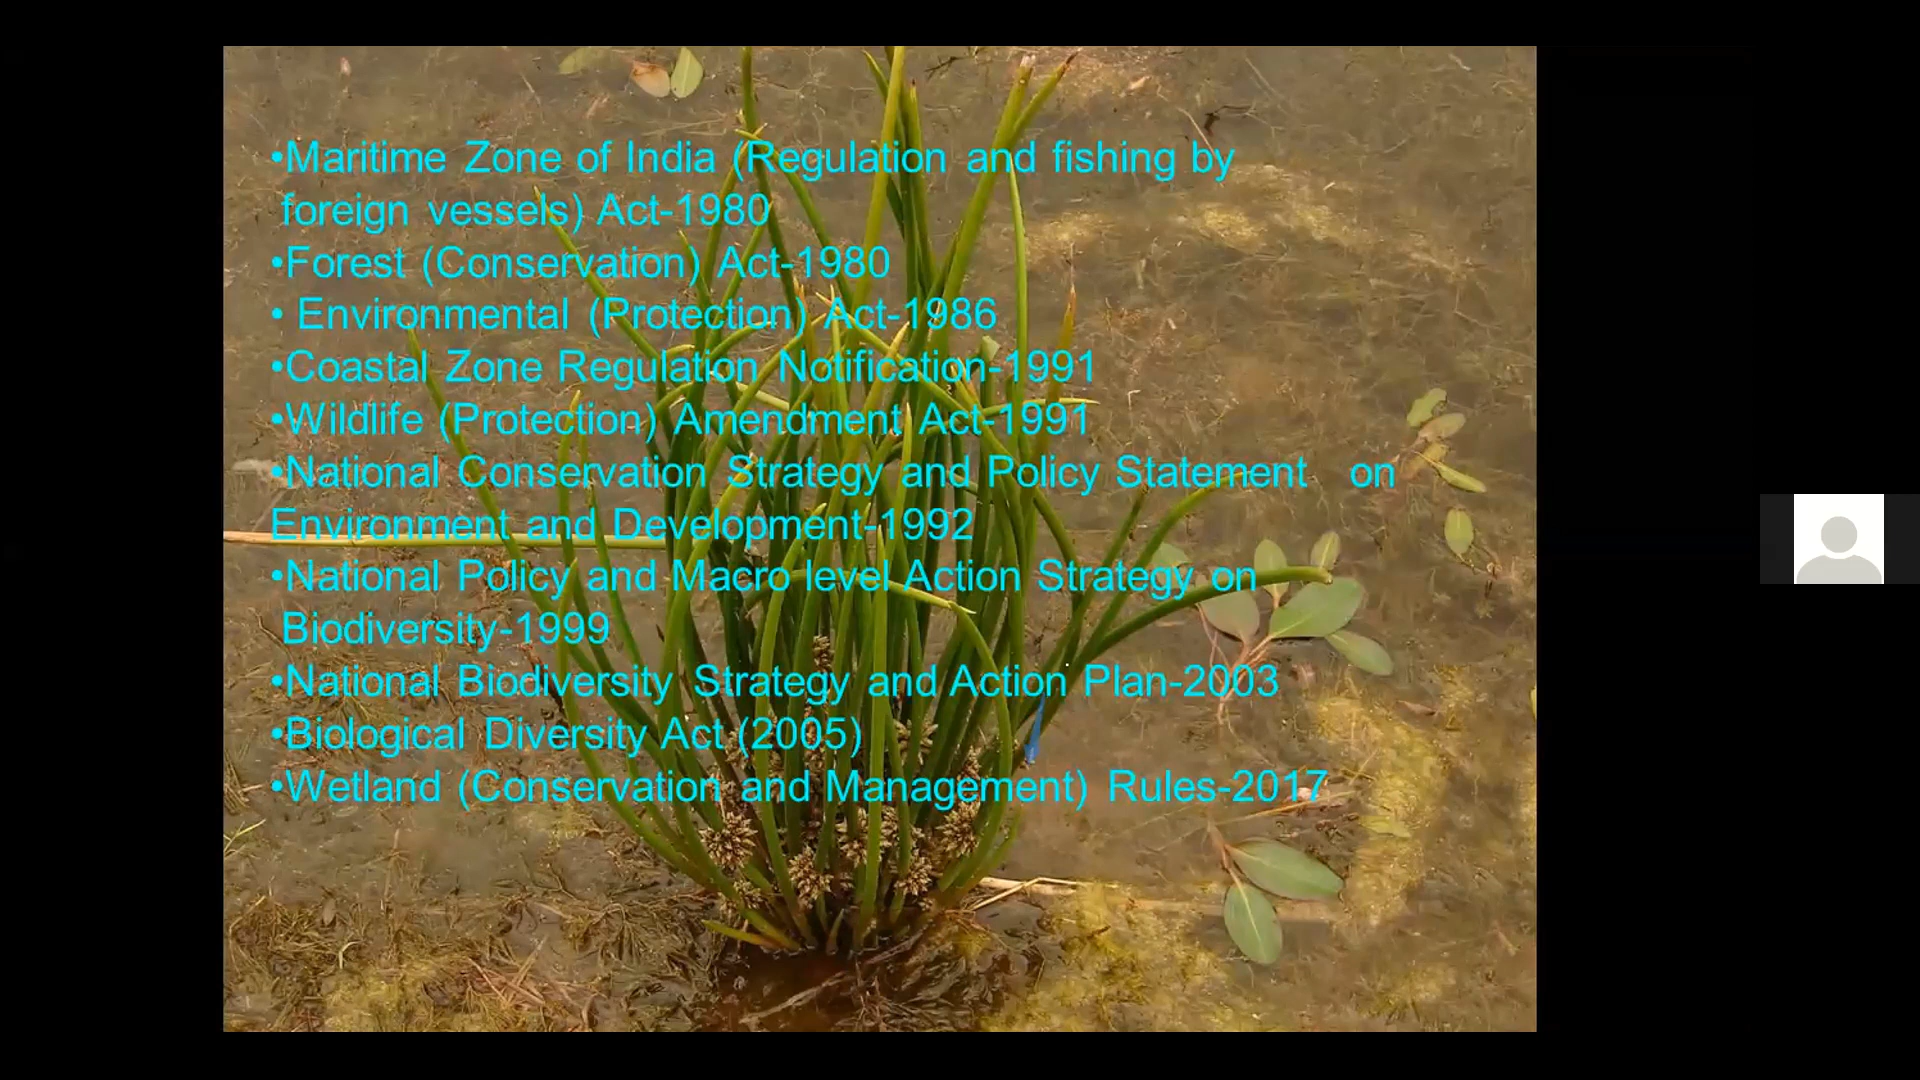 •Maritime Zone of India (Regulation and fishing by
foreign vessels) Act-1980
•Forest (Conservation) Act-1980
• Environmental (Protection) Act-1986
•Coastal Zone Regulation Notification-1991
•Wildlife (Protection) Amendment Act-1991
•National Conservation Strategy and Policy Statement on
Environment and Development-1992
•National Policy and Macro level Action Strategy on
Biodiversity-1999
•National Biodiversity Strategy and Action Plan-2003
•Biological Diversity Act (2005)
•Wetland (Conservation and Management) Rules-2017